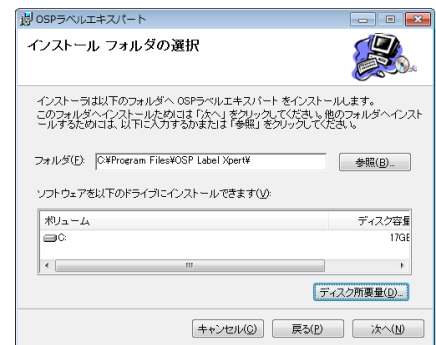 OSPラベルエキスパート
インストール フォルダの選択
インストーラは以下のフォルダへ OSPラベルエキスパート をインストールします。
このフォルダへインストールするためには「次へ」をクリックしてください。他のフォルダへインスト
ールするためには、以下に入力するかまたは「参照」をクリックしてください。
フォルダ(F):
C:¥Program Files¥OSP Label Xpert¥
参照(B)...
ソフトウェアを以下のドライブにインストールできます(V):
ボリューム ディスク容量
C: 17GB
ディスク所要量(D)...
キャンセル(C) 戻る(P) 次へ(N)